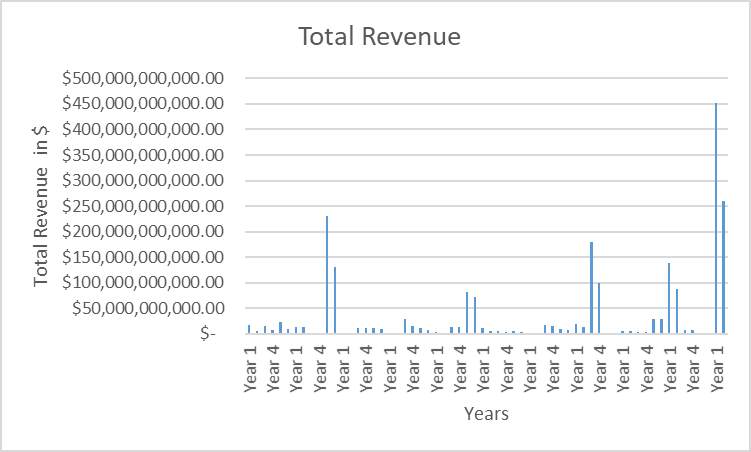 Total Revenue
Total Revenue in $
$500,000,000,000.00
$450,000,000,000.00
$400,000,000,000.00
$350,000,000,000.00
$300,000,000,000.00
$250,000,000,000.00
$200,000,000,000.00
$150,000,000,000.00
$100,000,000,000.00
$50,000,000,000.00
$-
Year 1
Year 4
Year 1
Year 4
Year 1
Year 4
Year 1
Year 4
Year 1
Year 4
Year 1
Year 4
Year 1
Year 4
Year 1
Year 4
Year 1
Year 4
Year 1
Year 4
Year 1
Years